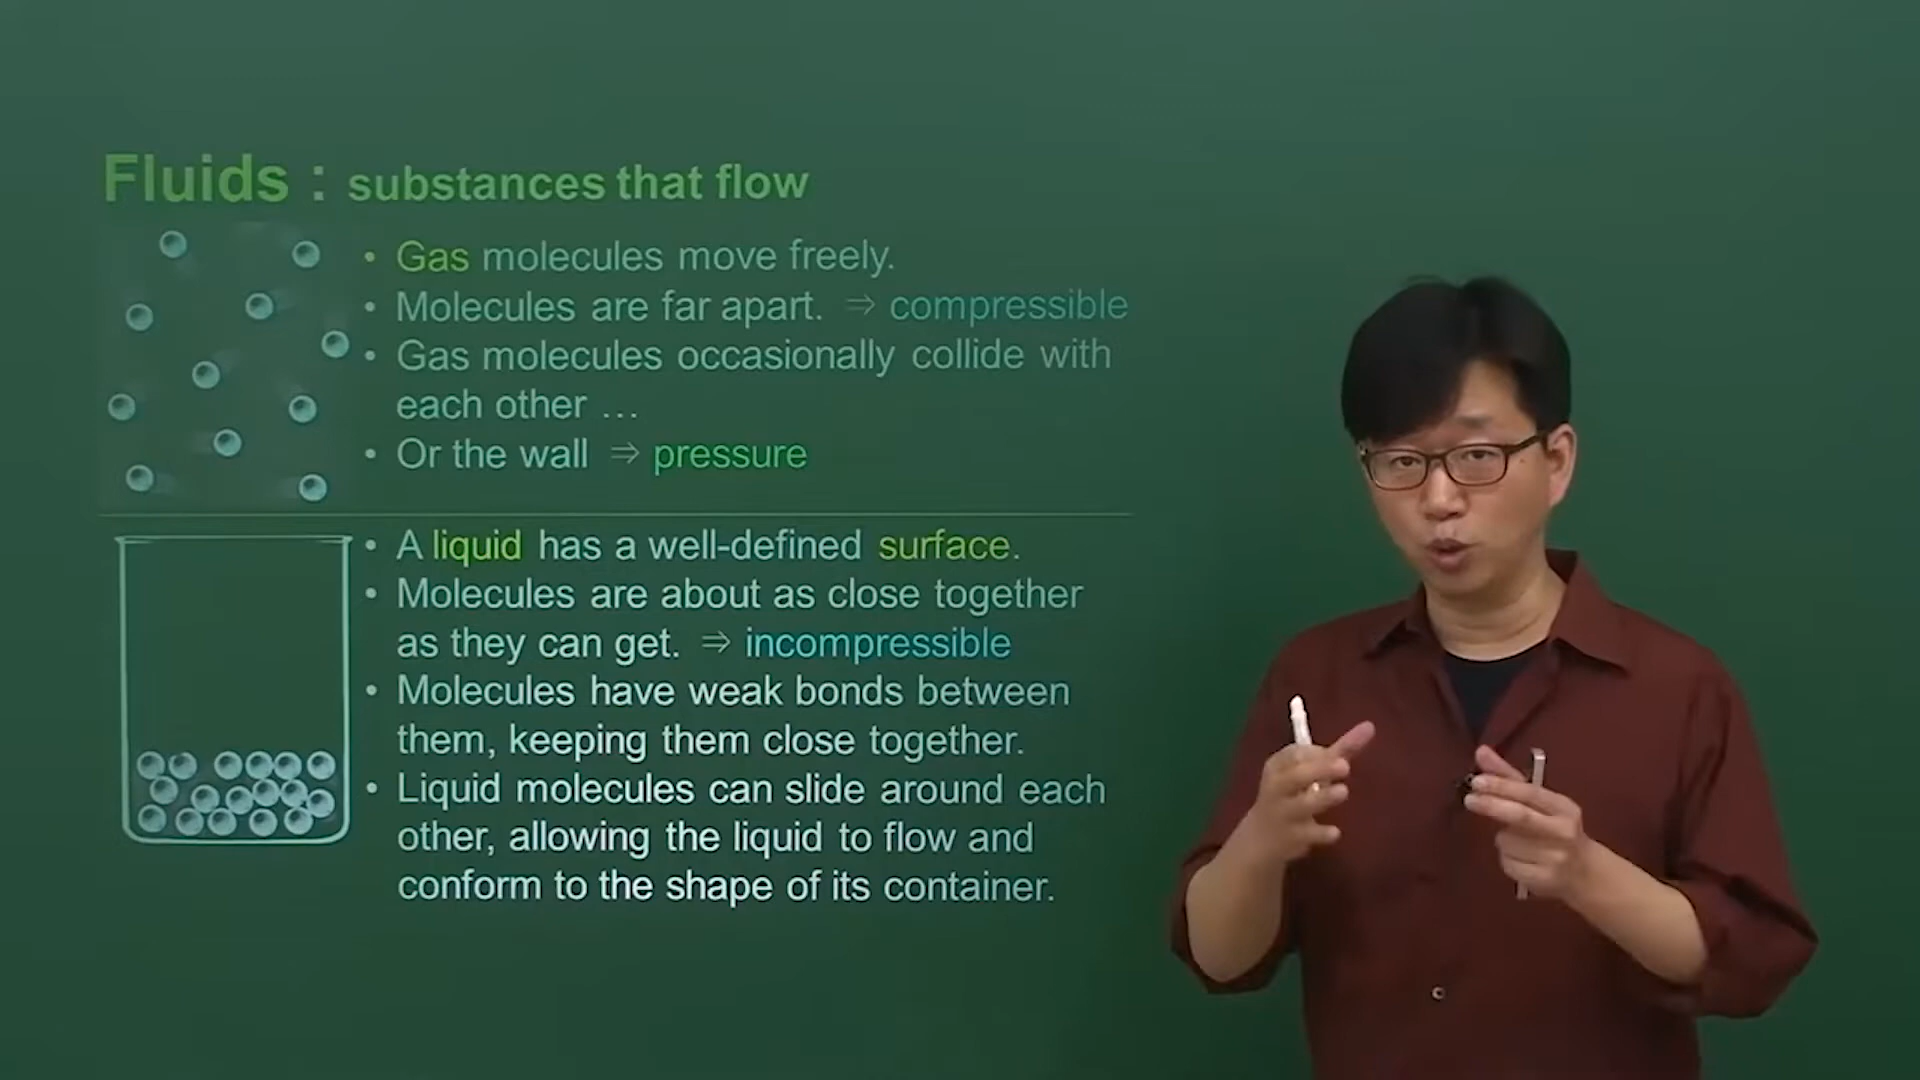 Fluids : substances that flow
• Gas molecules move freely.
• Molecules are far apart. ⇒ compressible
• Gas molecules occasionally collide with
each other …
• Or the wall ⇒ pressure
• A liquid has a well-defined surface.
• Molecules are about as close together
as they can get. ⇒ incompressible
• Molecules have weak bonds between
them, keeping them close together.
• Liquid molecules can slide around each
other, allowing the liquid to flow and
conform to the shape of its container.